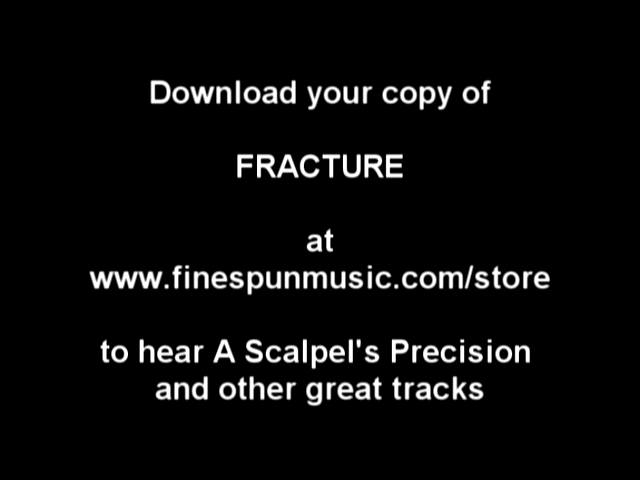 Download your copy of
FRACTURE
at
www.finespunmusic.com/store
to hear A Scalpel's Precision
and other great tracks